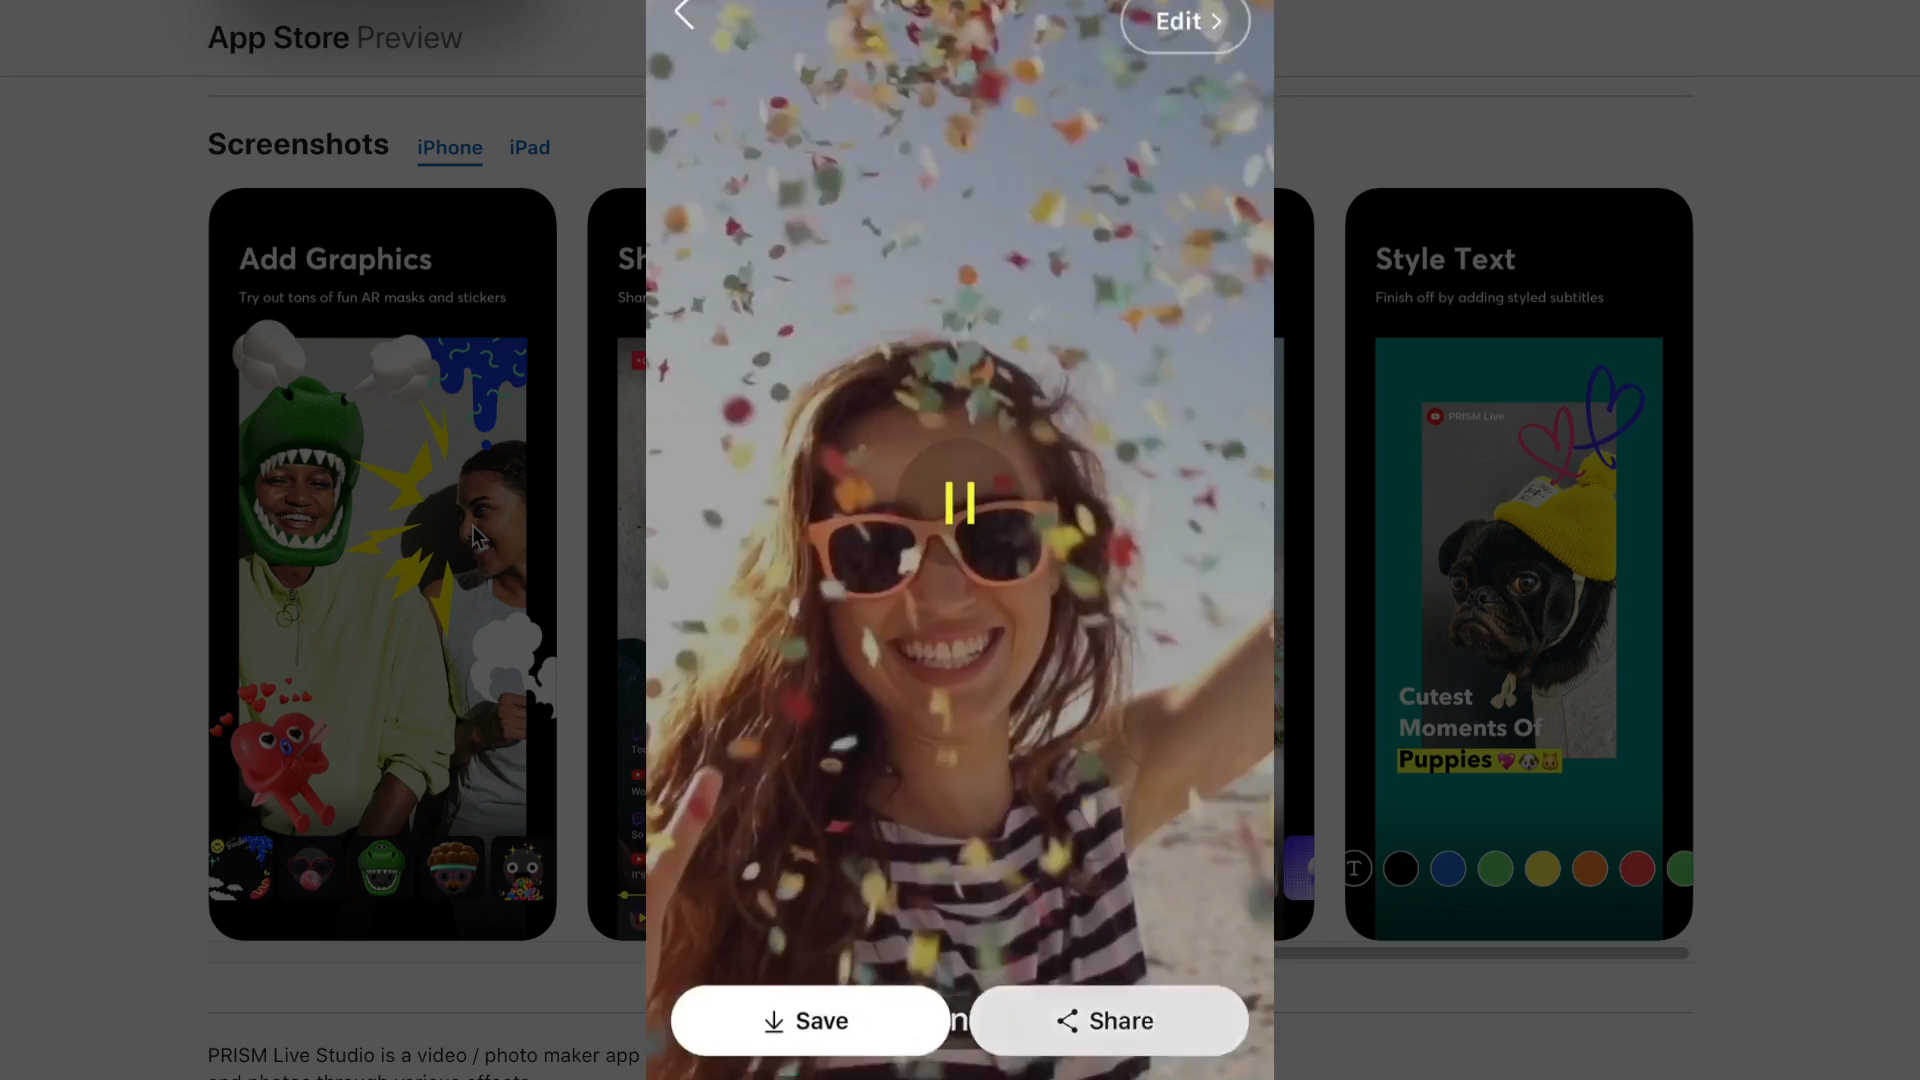 App Store Preview
Edit
Screenshots iPhone iPad
Add Graphics
Try out tons of fun AR masks and stickers
Style Text
Finish off by adding styled subtitles
PRISM Live
Cutest
Moments Of
Puppies
T
Save
Share
PRISM Live Studio is a video / photo maker app